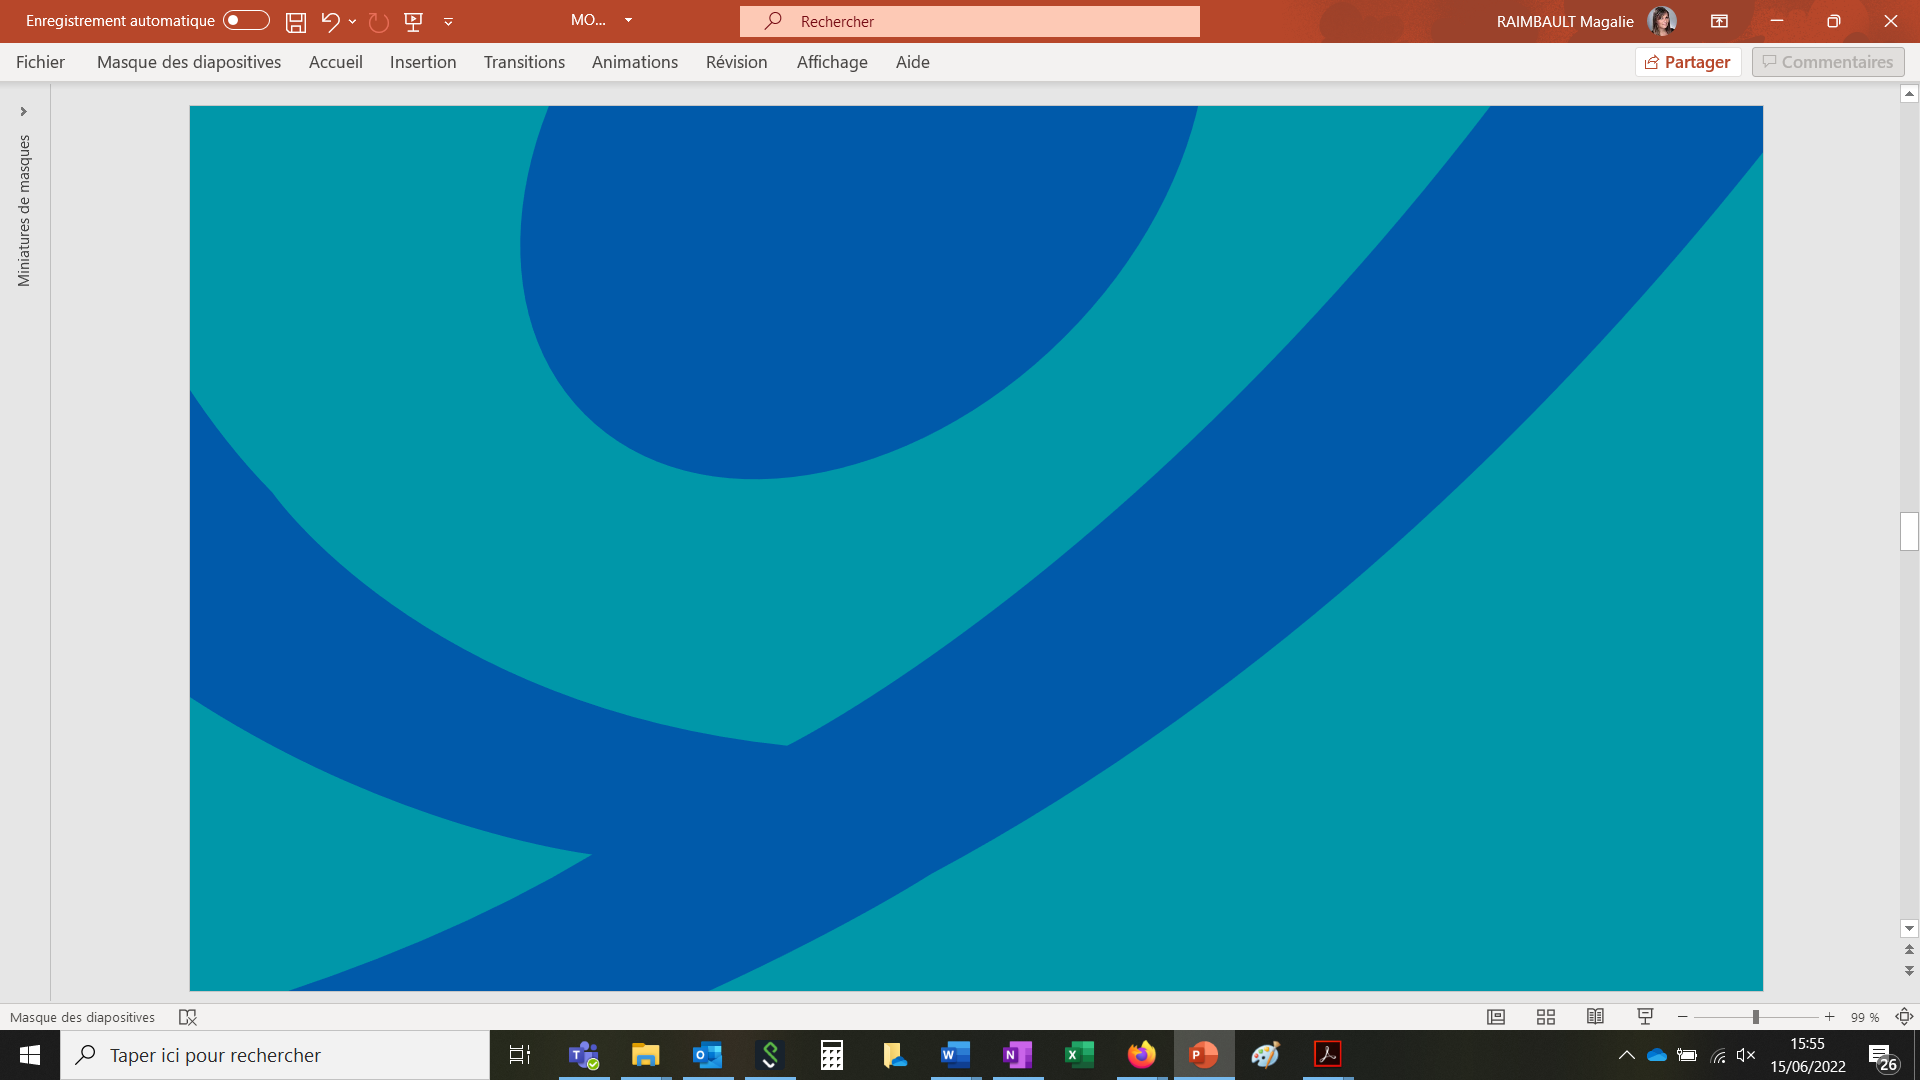 Enregistrement automatique
MO...
Rechercher
RAIMBAULT Magalie
Fichier
Masque des diapositives
Accueil
Insertion
Transitions
Animations
Révision
Affichage
Aide
Partager
Commentaires
Miniatures de masques
Masque des diapositives
99 %
Taper ici pour rechercher
15:55
15/06/2022
26